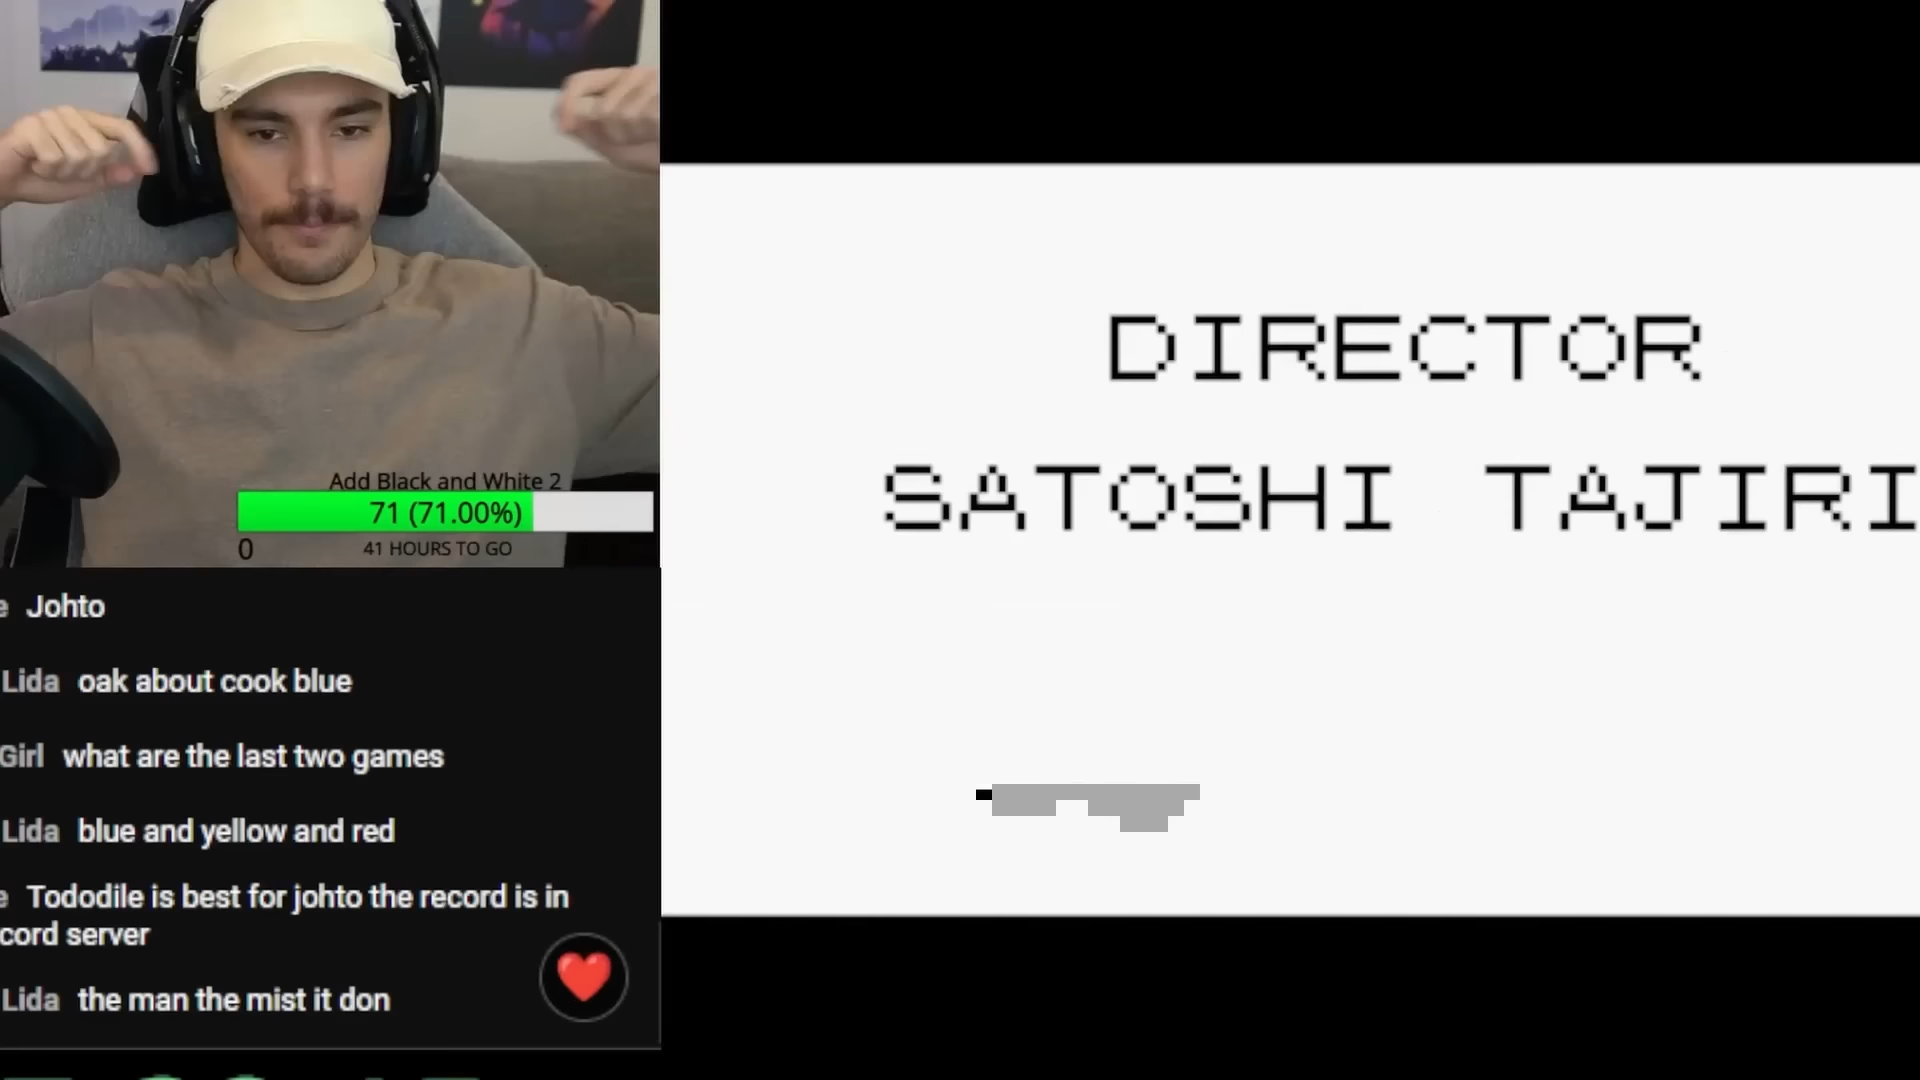 Add Black and White 2
71 (71.00%)
0
41 HOURS TO GO
Johto
Lida oak about cook blue
Girl what are the last two games
Lida blue and yellow and red
Tododile is best for johto the record is in
cord server
Lida the man the mist it don
DIRECTOR
SATOSHI TAJIRI